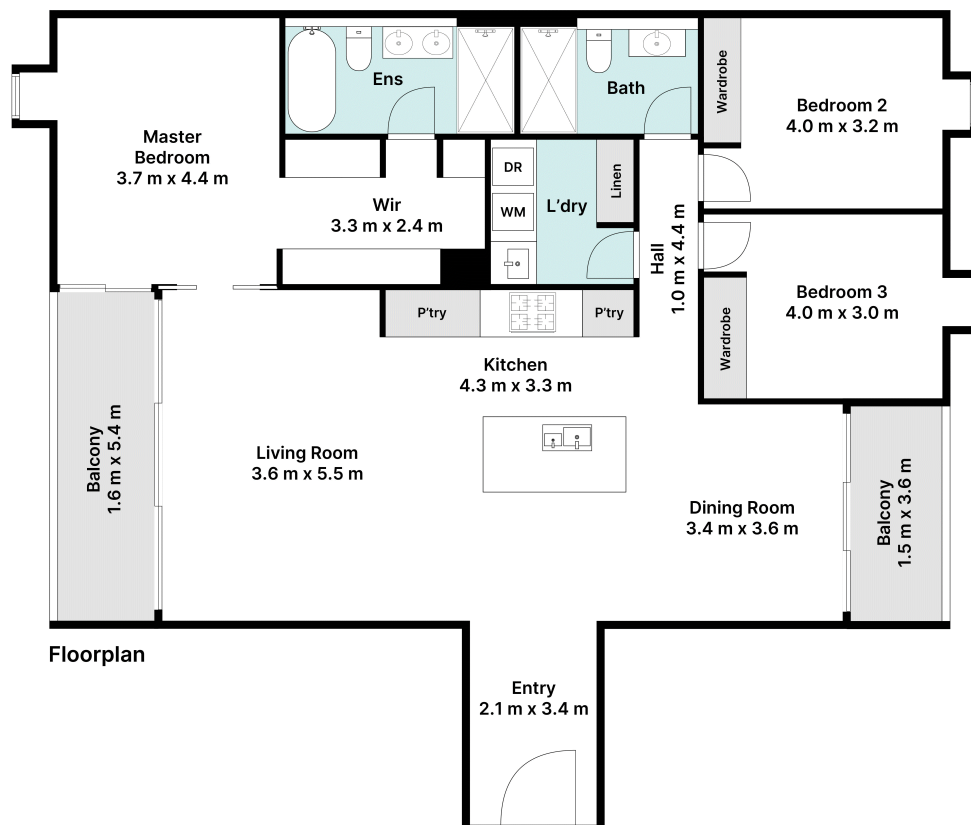 Ens
Bath
Wardrobe
Bedroom 2
4.0 m x 3.2 m
Master
Bedroom
3.7 m x 4.4 m
DR
Linen
Wir
3.3 m x 2.4 m
WM
L’dry
Hall
1.0 m x 4.4 m
Bedroom 3
4.0 m x 3.0 m
Wardrobe
P’try
P’try
Kitchen
4.3 m x 3.3 m
Balcony
1.6 m x 5.4 m
Living Room
3.6 m x 5.5 m
Dining Room
3.4 m x 3.6 m
Balcony
1.5 m x 3.6 m
Floorplan
Entry
2.1 m x 3.4 m